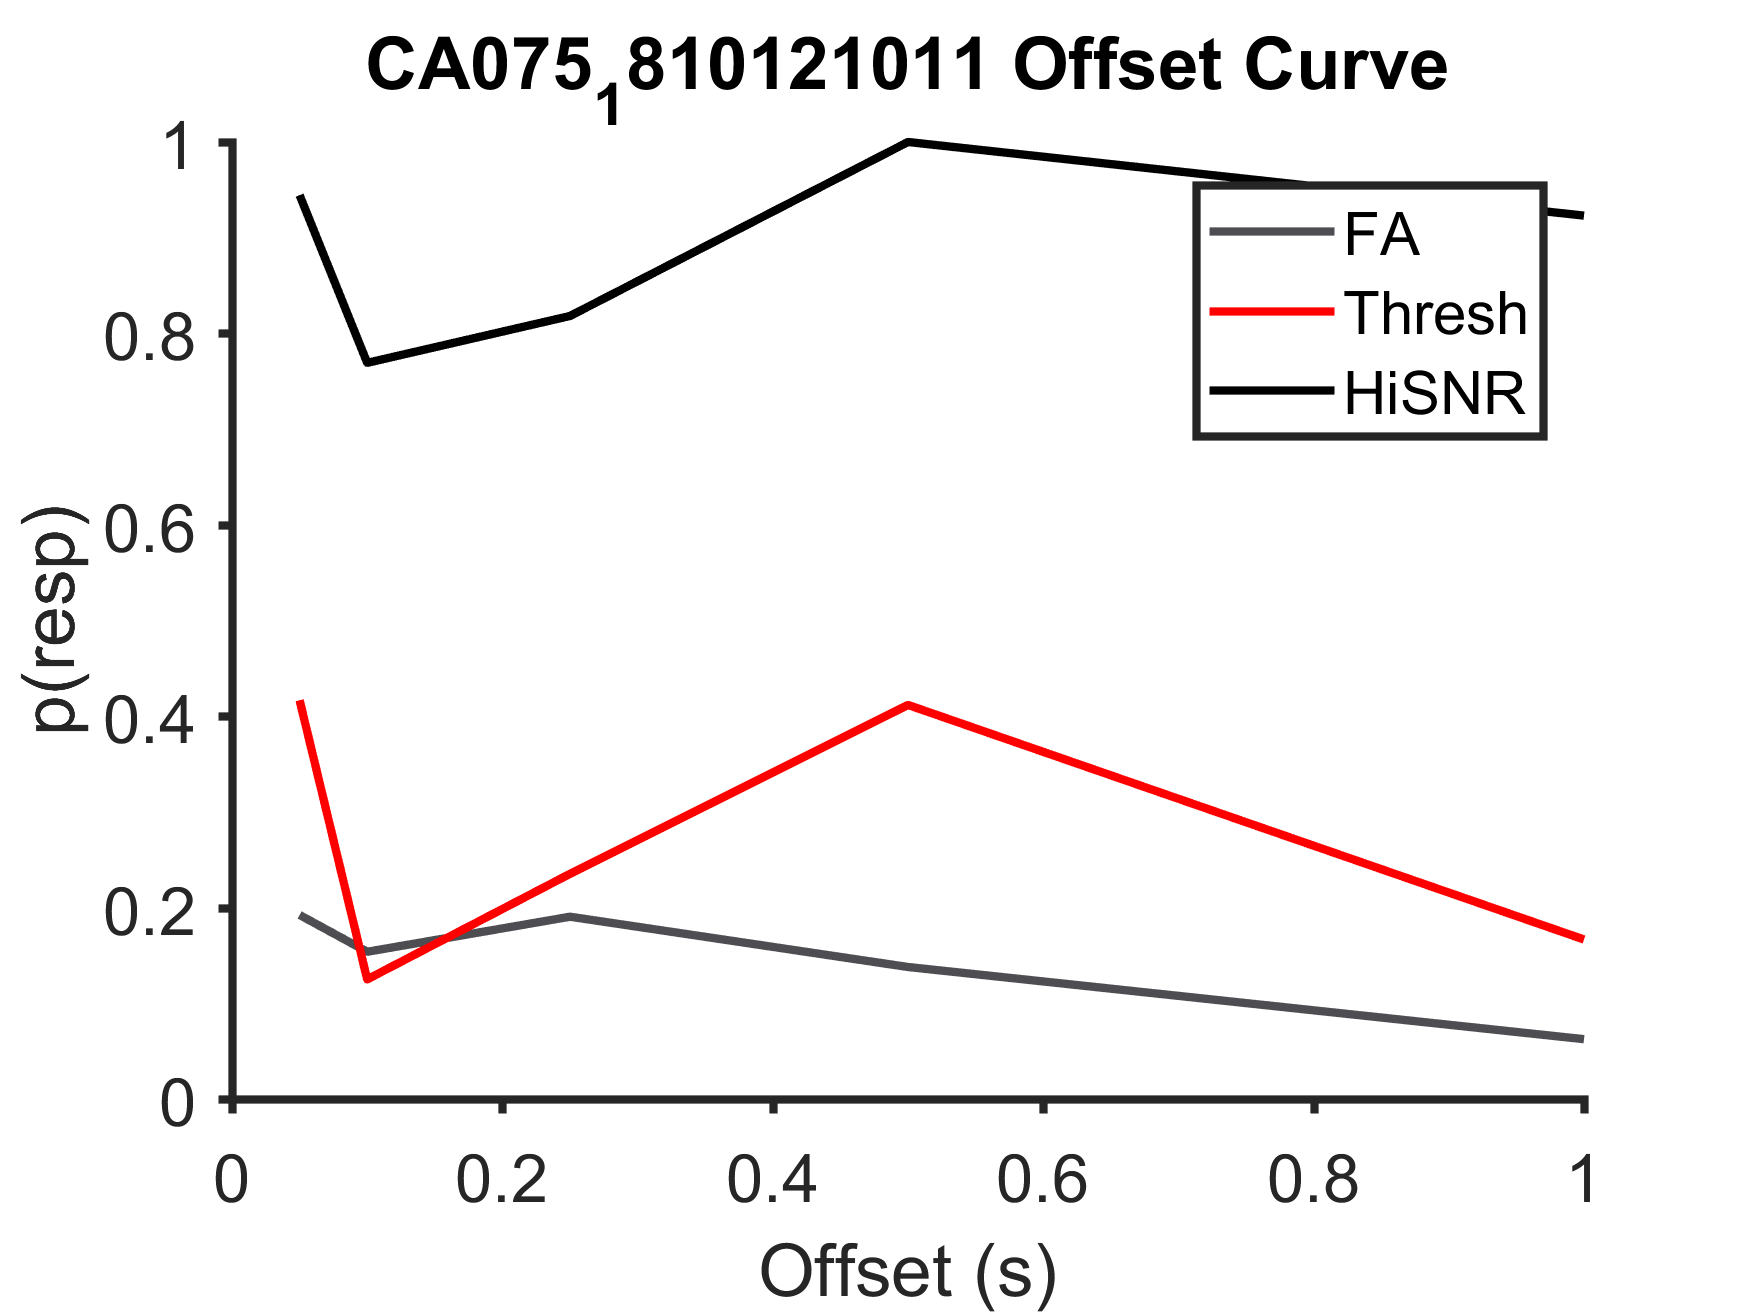 CA075₁810121011 Offset Curve
1
0.8
0.6
0.4
0.2
0
p(resp)
FA
Thresh
HiSNR
0 0.2 0.4 0.6 0.8 1
Offset (s)